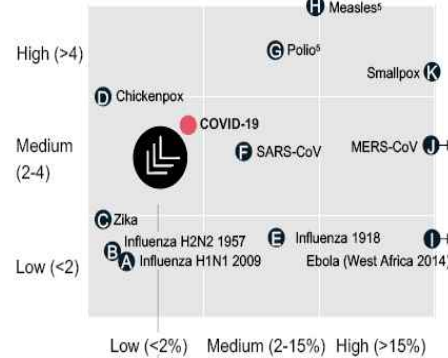 H Measles⁵
High (>4)
G Polio⁵
Smallpox K
D Chickenpox
COVID-19
Medium
(2-4)
F SARS-CoV
MERS-CoV J
C Zika
Influenza H2N2 1957
B
A Influenza H1N1 2009
E Influenza 1918
I
Ebola (West Africa 2014)
Low (<2)
Low (<2%) Medium (2-15%) High (>15%)